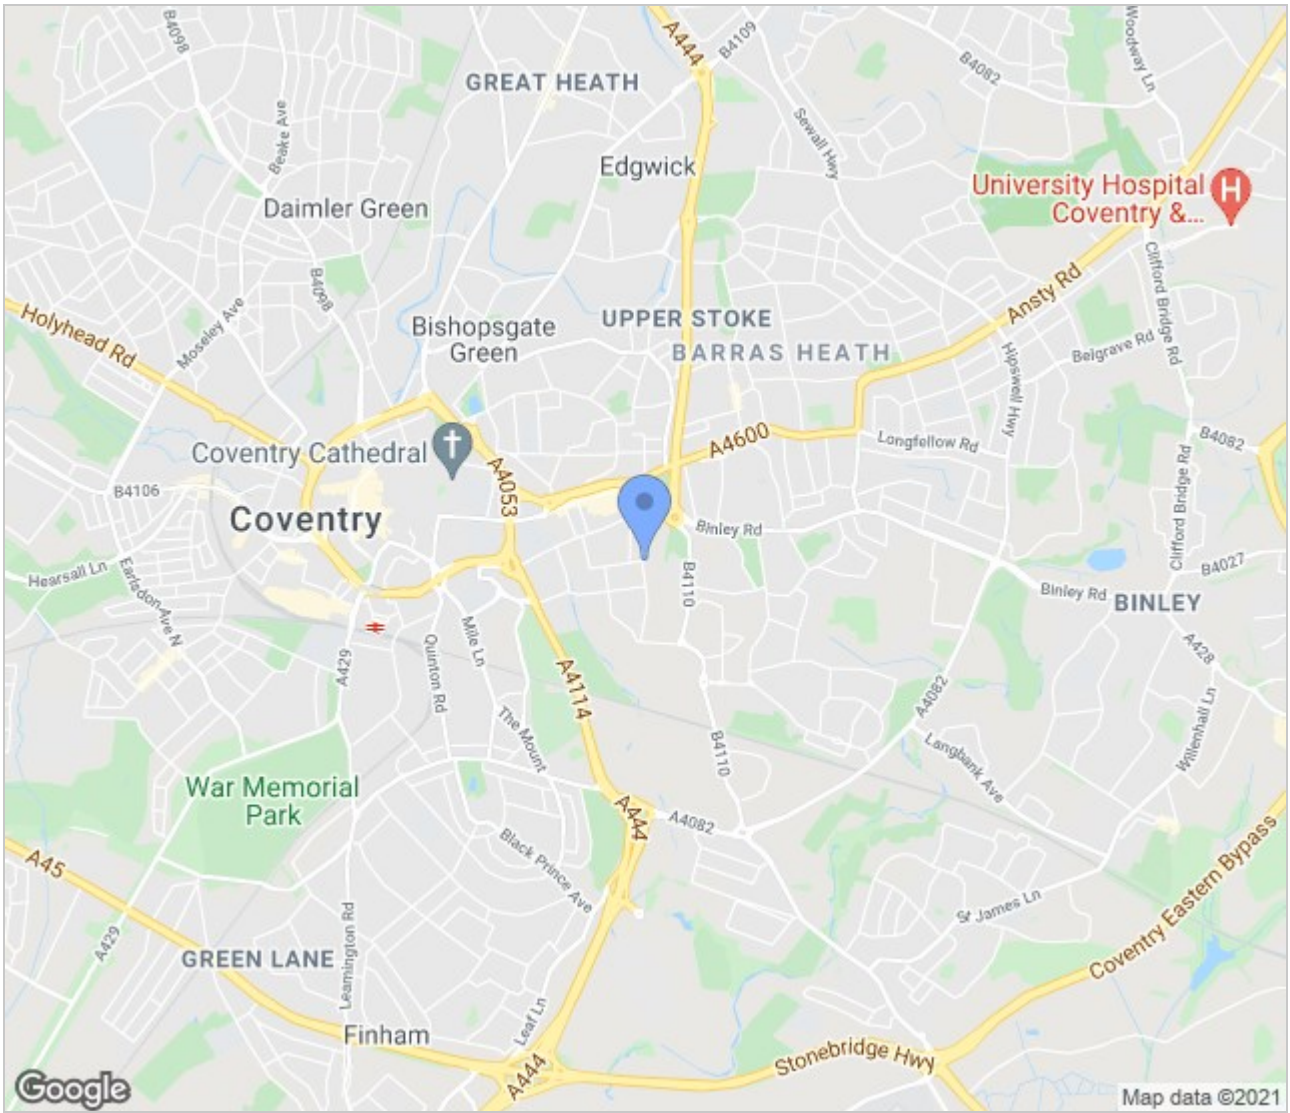 B4098
A444
B4109
Woodway Ln
B4082
GREAT HEATH
Beake Ave
Sewall Hwy
Edgwick
University Hospital
Coventry &...
H
Daimler Green
B4098
Clifford Bridge Rd
Ansty Rd
Holyhead Rd
Moseley Ave
Bishopsgate
Green
UPPER STOKE
BARRAS HEATH
Belgrave Rd
Hipswell Hwy
A4600
Longfellow Rd
B4082
Coventry Cathedral
A4053
B4106
Coventry
Binley Rd
Clifford Bridge Rd
Hearsall Ln
Earlsdon Ave N
B4110
B4027
Binley Rd
BINLEY
Mile Ln
Quinton Rd
A429
A4114
A428
A4082
The Mount
B4110
Langbank Ave
Willenhall Ln
War Memorial
Park
A444
A4082
Black Prince Ave
A45
St James Ln
Coventry Eastern Bypass
A429
Leamington Rd
GREEN LANE
Leaf Ln
Finham
Stonebridge Hwy
A444
Google
Map data ©2021